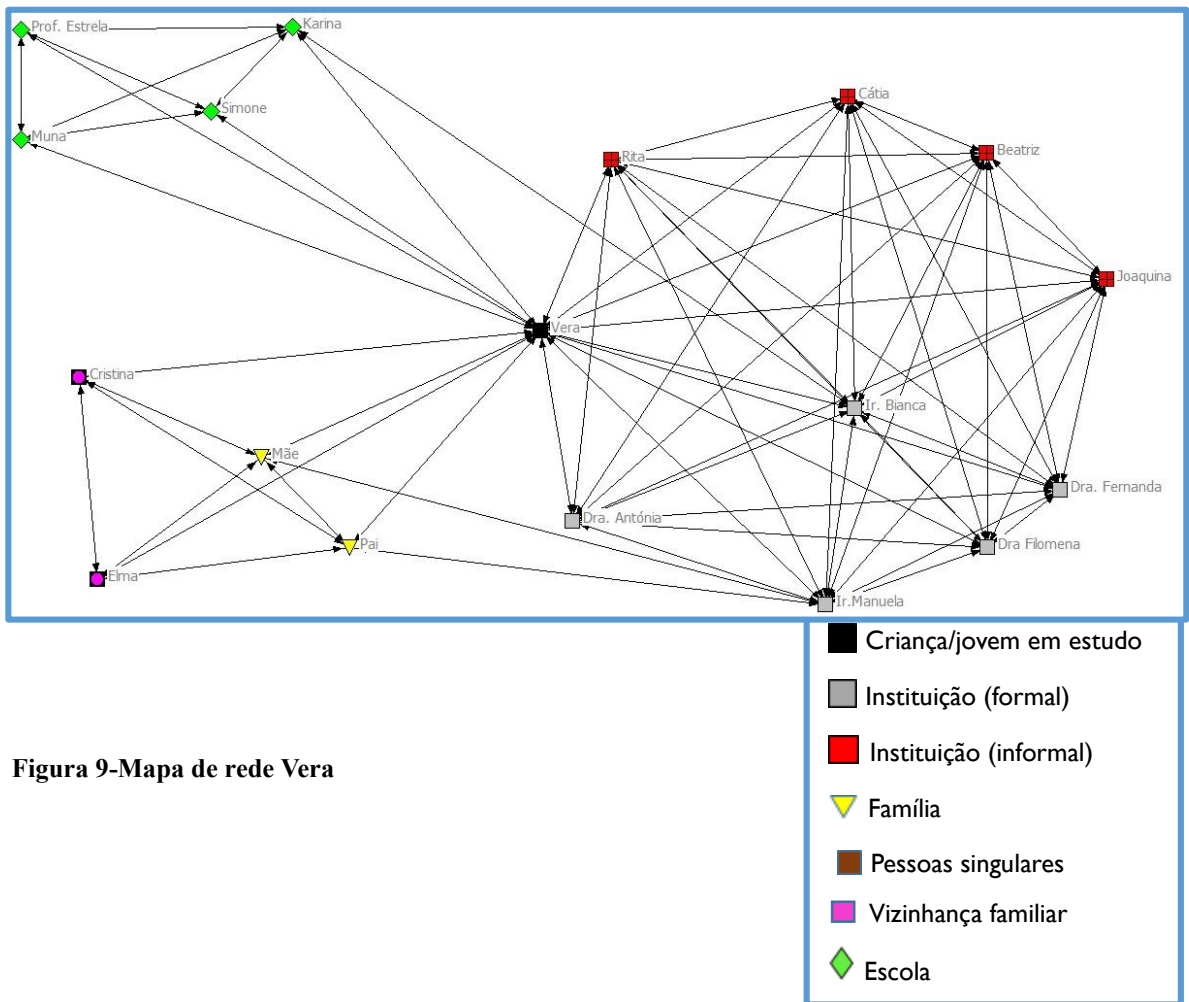 Prof. Estrela
Karina
Simone
Muna
Cátia
Rita
Beatriz
Joaquina
Vera
Cristina
Ir. Bianca
Mãe
Dra. Fernanda
Dra. Antónia
Dra Filomena
Pai
Elma
Ir.Manuela
Criança/jovem em estudo
Instituição (formal)
Instituição (informal)
Família
Pessoas singulares
Vizinhança familiar
Escola
Figura 9-Mapa de rede Vera